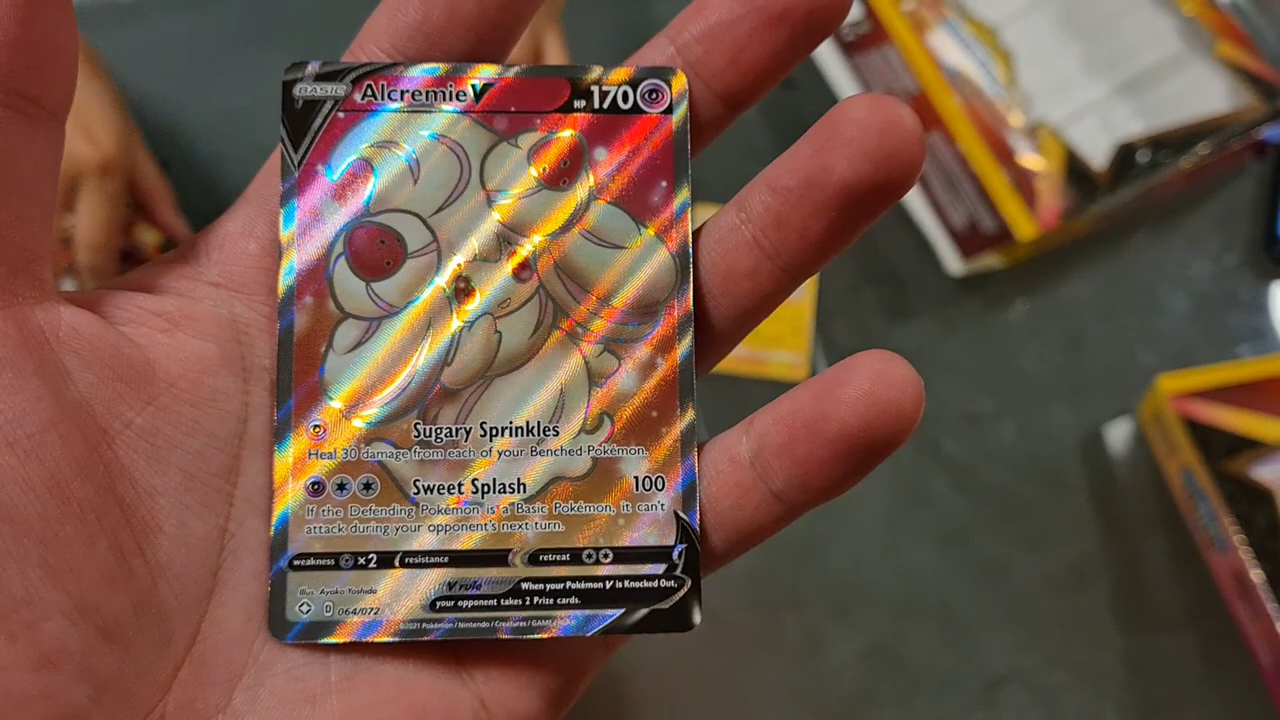 BASIC Alcremie V HP 170
Sugary Sprinkles
Heal 30 damage from each of your Benched Pokémon.
Sweet Splash 100
If the Defending Pokémon is a Basic Pokémon, it can't
attack during your opponent's next turn.
weakness ×2 resistance retreat
Illus. Ayako Yoshida
V rule When your Pokémon V is Knocked Out,
your opponent takes 2 Prize cards.
D 064/072
©2021 Pokémon / Nintendo / Creatures / GAME FREAK